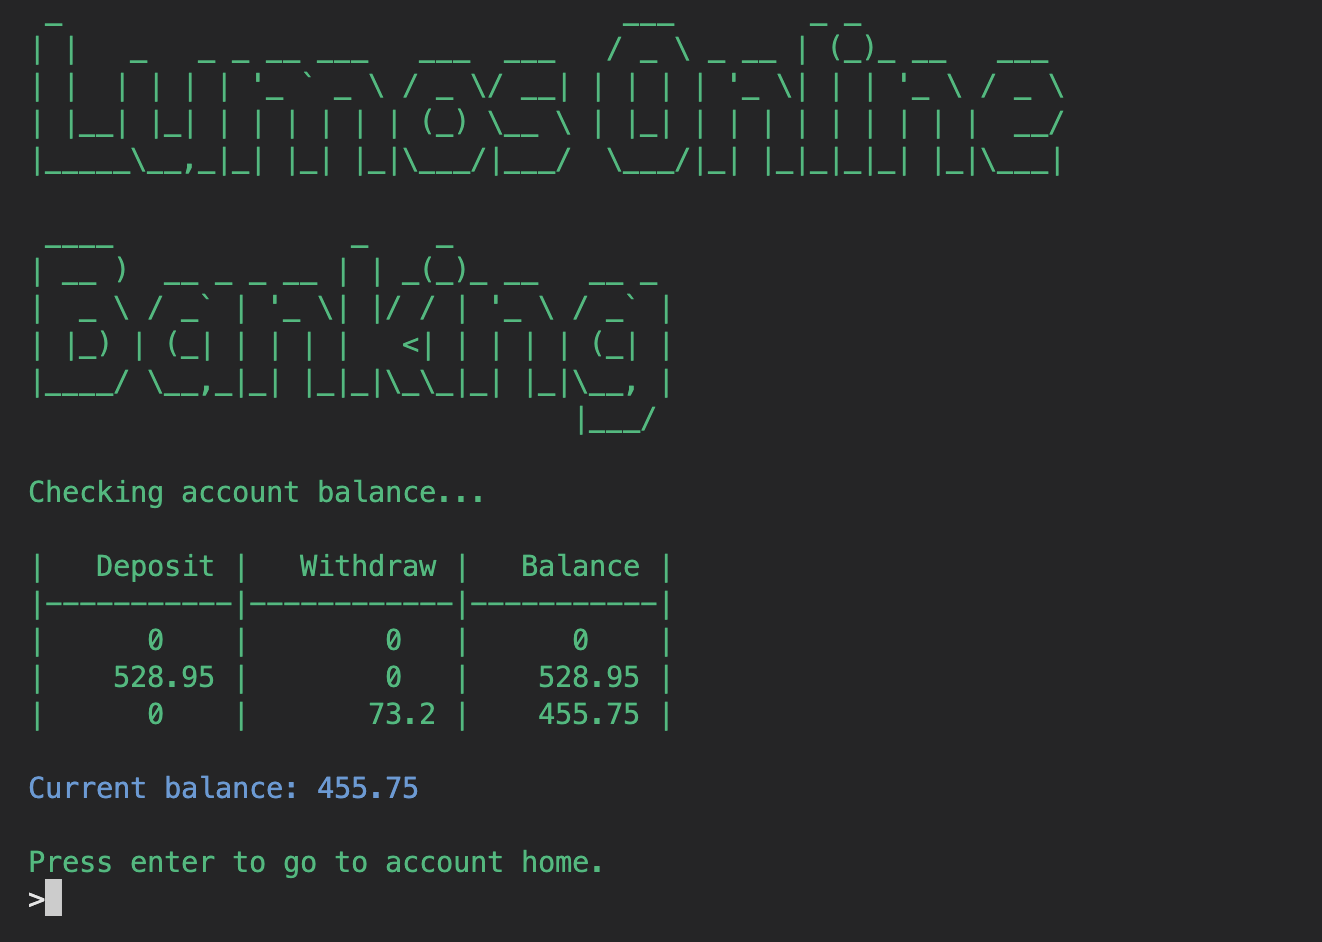 Lumos Online
Banking
Checking account balance...
|   Deposit |   Withdraw |   Balance |
|-----------|------------|-----------|
|      0    |        0   |      0    |
|    528.95 |        0   |    528.95 |
|      0    |       73.2 |    455.75 |
Current balance: 455.75
Press enter to go to account home.
>